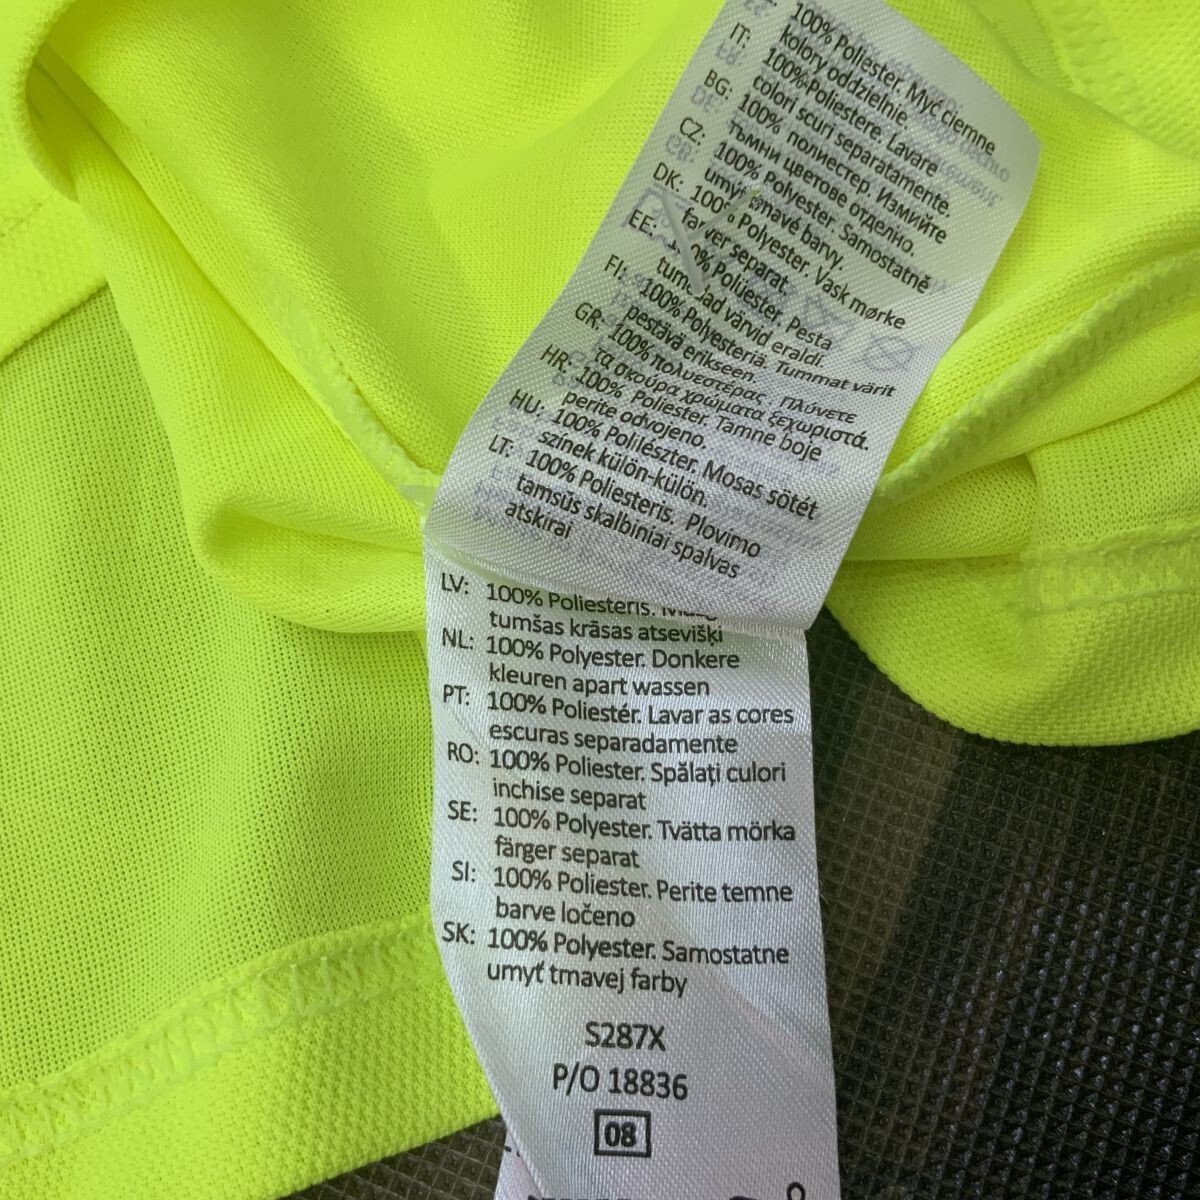 100% Poliester. Myć ciemne
kolory oddzielnie
IT: 100% Poliestere. Lavare
colori scuri separatamente.
BG: 100% полиестер. Измийте
тъмни цветове отделно.
CZ: 100% Polyester. Samostatně
umyť tmavé barvy.
DK: 100% Polyester. Vask mørke
farver separat
EE: 100% Polüester. Pesta
tumedad värvid eraldi.
FI: 100% Polyesteriä. Tummat värit
pestävä erikseen.
GR: 100% πολυεστέρας. Πλύνετε
τα σκούρα χρώματα ξεχωριστά.
HR: 100% Poliester. Tamne boje
perite odvojeno.
HU: 100% Polilészter. Mosas sötét
színek külön-külön.
LT: 100% Poliesteris. Plovimo
tamsūs skalbiniai spalvas
atskirai
LV: 100% Poliesteris.
tumšas krāsas atsevišķi
NL: 100% Polyester. Donkere
kleuren apart wassen
PT: 100% Poliestér. Lavar as cores
escuras separadamente
RO: 100% Poliester. Spălați culori
inchise separat
SE: 100% Polyester. Tvätta mörka
färger separat
SI: 100% Poliester. Perite temne
barve ločeno
SK: 100% Polyester. Samostatne
umyť tmavej farby
S287X
P/O 18836
08